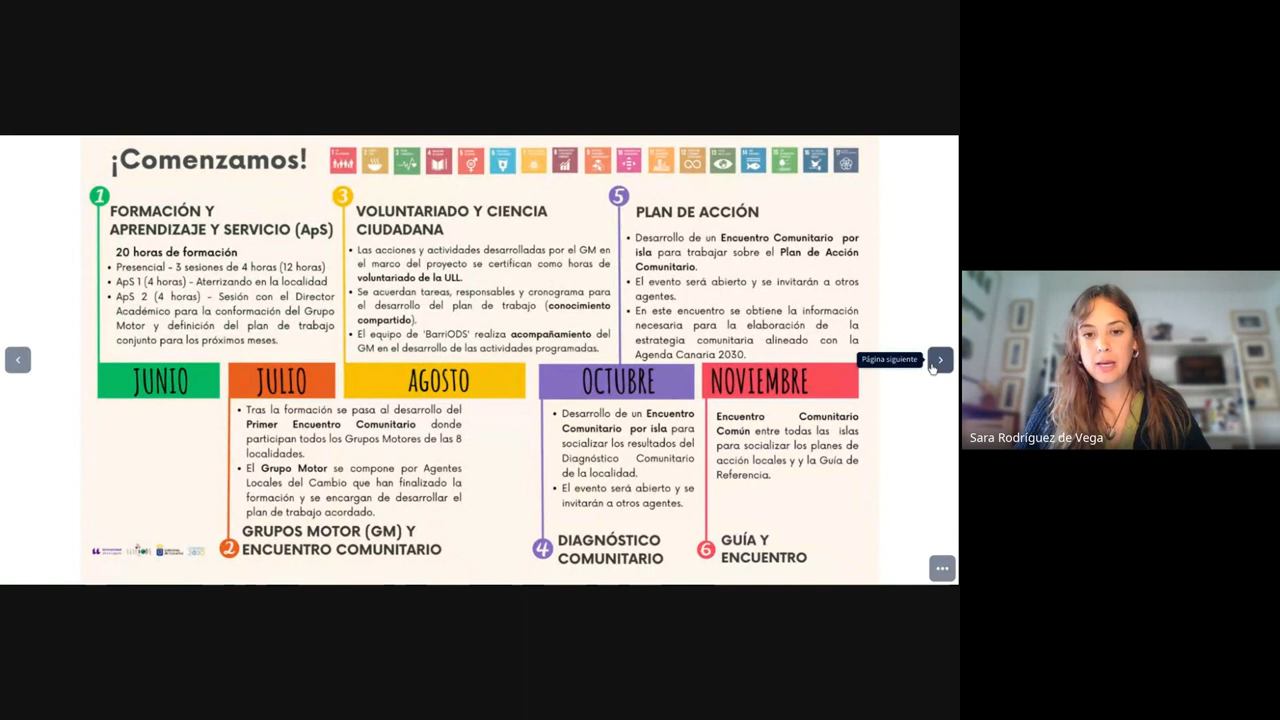 ¡Comenzamos!
1
FORMACIÓN Y
APRENDIZAJE Y SERVICIO (ApS)
20 horas de formación
• Presencial - 3 sesiones de 4 horas (12 horas)
• ApS 1 (4 horas) - Aterrizando en la localidad
• ApS 2 (4 horas) - Sesión con el Director
Académico para la conformación del Grupo
Motor y definición del plan de trabajo
conjunto para los próximos meses.
3
VOLUNTARIADO Y CIENCIA
CIUDADANA
• Las acciones y actividades desarrolladas por el GM en
el marco del proyecto se certifican como horas de
voluntariado de la ULL.
• Se acuerdan tareas, responsables y cronograma para
el desarrollo del plan de trabajo (conocimiento
compartido).
• El equipo de 'BarriODS' realiza acompañamiento del
GM en el desarrollo de las actividades programadas.
5
PLAN DE ACCIÓN
• Desarrollo de un Encuentro Comunitario por
isla para trabajar sobre el Plan de Acción
Comunitario.
• El evento será abierto y se invitarán a otros
agentes.
• En este encuentro se obtiene la información
necesaria para la elaboración de la
estrategia comunitaria alineado con la
Agenda Canaria 2030.
Página siguiente
JUNIO
JULIO
AGOSTO
OCTUBRE
NOVIEMBRE
• Tras la formación se pasa al desarrollo del
Primer Encuentro Comunitario donde
participan todos los Grupos Motores de las 8
localidades.
• El Grupo Motor se compone por Agentes
Locales del Cambio que han finalizado la
formación y se encargan de desarrollar el
plan de trabajo acordado.
2
GRUPOS MOTOR (GM) Y
ENCUENTRO COMUNITARIO
• Desarrollo de un Encuentro
Comunitario por isla para
socializar los resultados del
Diagnóstico Comunitario
de la localidad.
• El evento será abierto y se
invitarán a otros agentes.
4
DIAGNÓSTICO
COMUNITARIO
Encuentro Comunitario
Común entre todas las islas
para socializar los planes de
acción locales y y la Guía de
Referencia.
6
GUÍA Y
ENCUENTRO
Sara Rodríguez de Vega